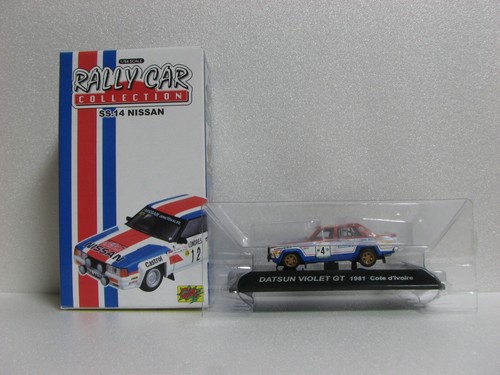 1/64 SCALE
RALLY CAR
COLLECTION
SS.14 NISSAN
NISSAN
Castrol
12
4
DATSUN VIOLET GT 1981 Cote d'Ivoire